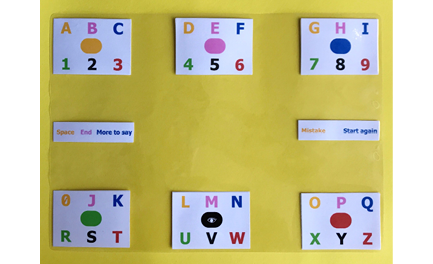 A B C
1 2 3
D E F
4 5 6
G H I
7 8 9
Space End More to say
Mistake Start again
0 J K
R S T
L M N
U V W
O P Q
X Y Z